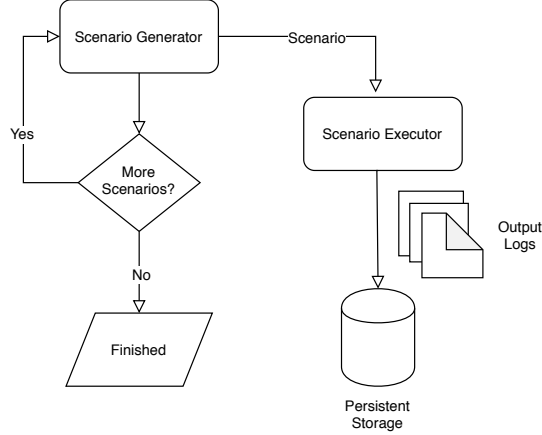 Scenario Generator
Scenario
Scenario Executor
Yes
More
Scenarios?
Output
Logs
No
Finished
Persistent
Storage